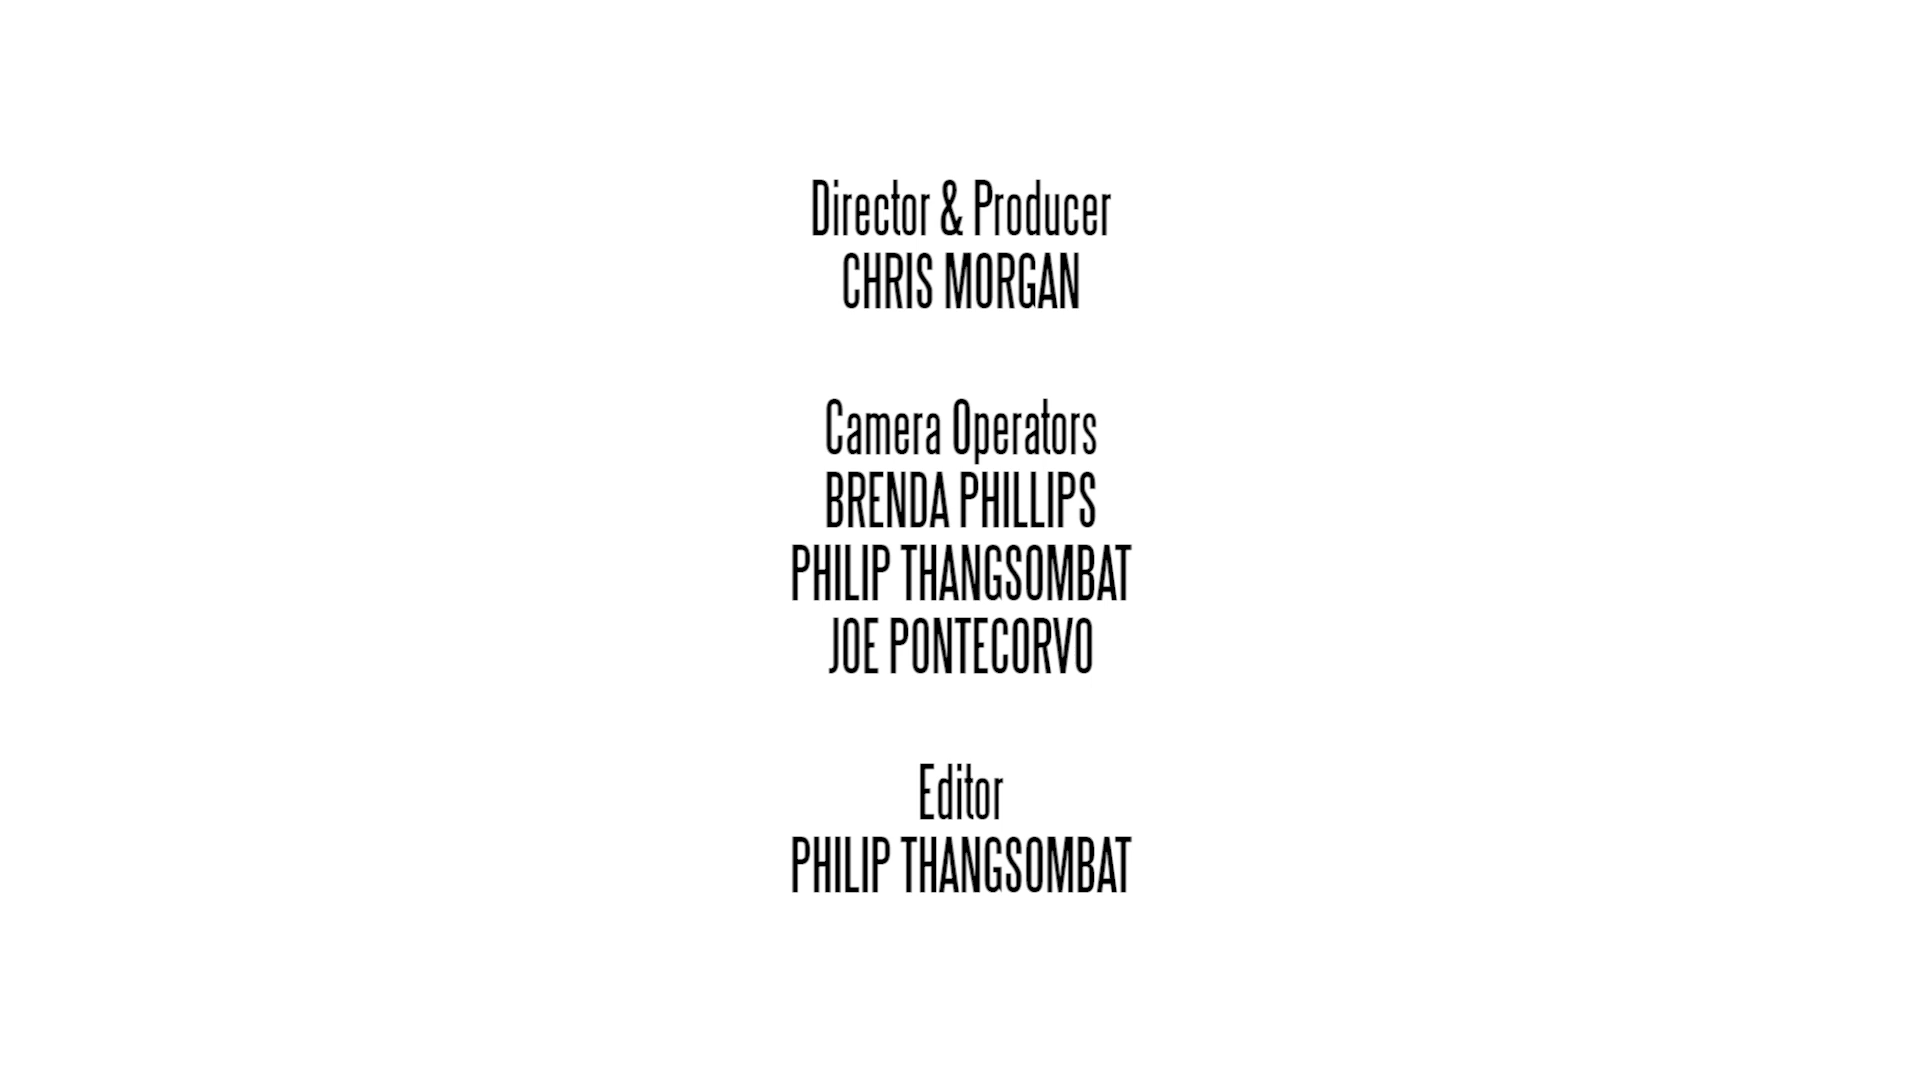 Director & Producer
CHRIS MORGAN
Camera Operators
BRENDA PHILLIPS
PHILIP THANGSOMBAT
JOE PONTECORVO
Editor
PHILIP THANGSOMBAT